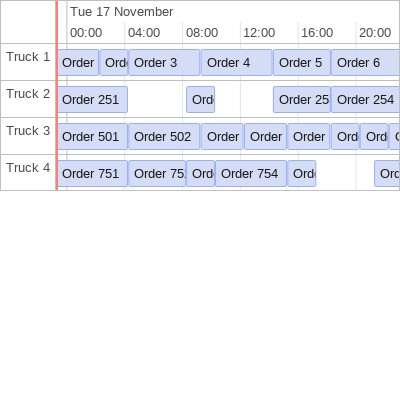 Tue 17 November
00:00 04:00 08:00 12:00 16:00 20:00
Truck 1 Order Ord Order 3 Order 4 Order 5 Order 6
Truck 2 Order 251 Ord Order 25 Order 254
Truck 3 Order 501 Order 502 Order Order Order Ord Ord
Truck 4 Order 751 Order 75 Ord Order 754 Ord Ord